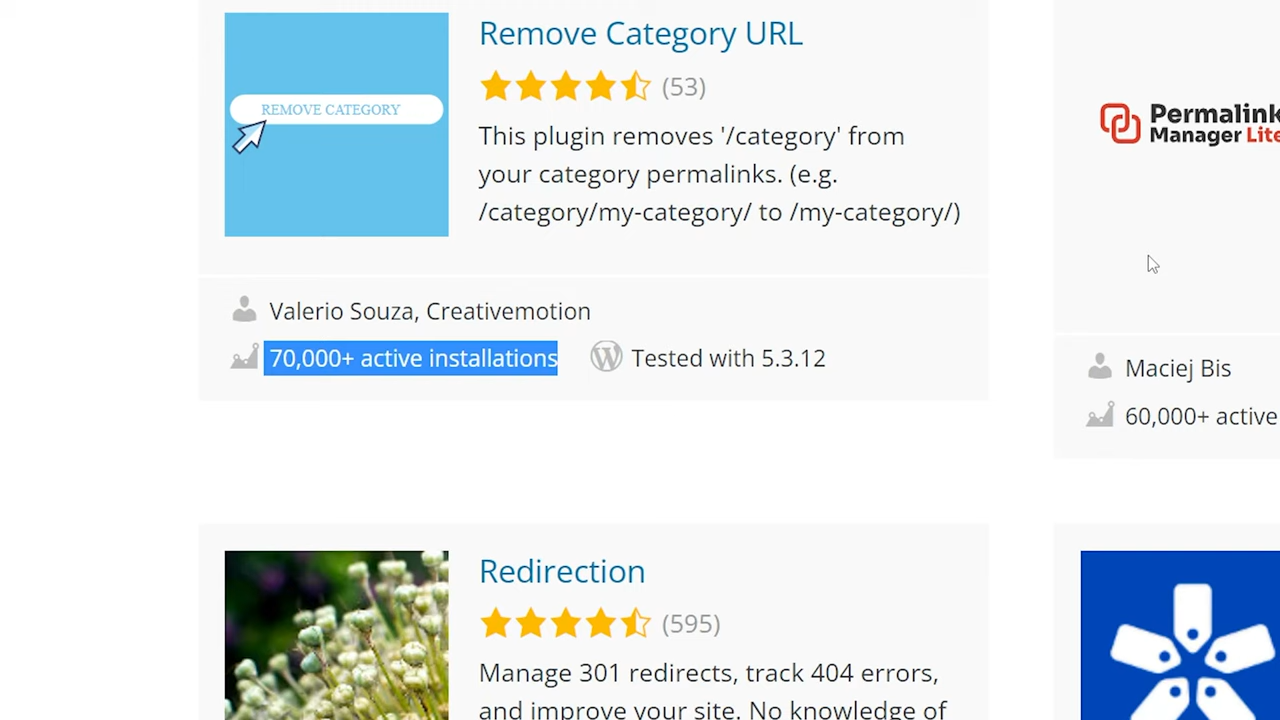 Remove Category URL
REMOVE CATEGORY
(53)
This plugin removes '/category' from
your category permalinks. (e.g.
/category/my-category/ to /my-category/)
Valerio Souza, Creativemotion
70,000+ active installations
Tested with 5.3.12
Permalink
Manager Lite
Maciej Bis
60,000+ active
Redirection
(595)
Manage 301 redirects, track 404 errors,
and improve your site. No knowledge of